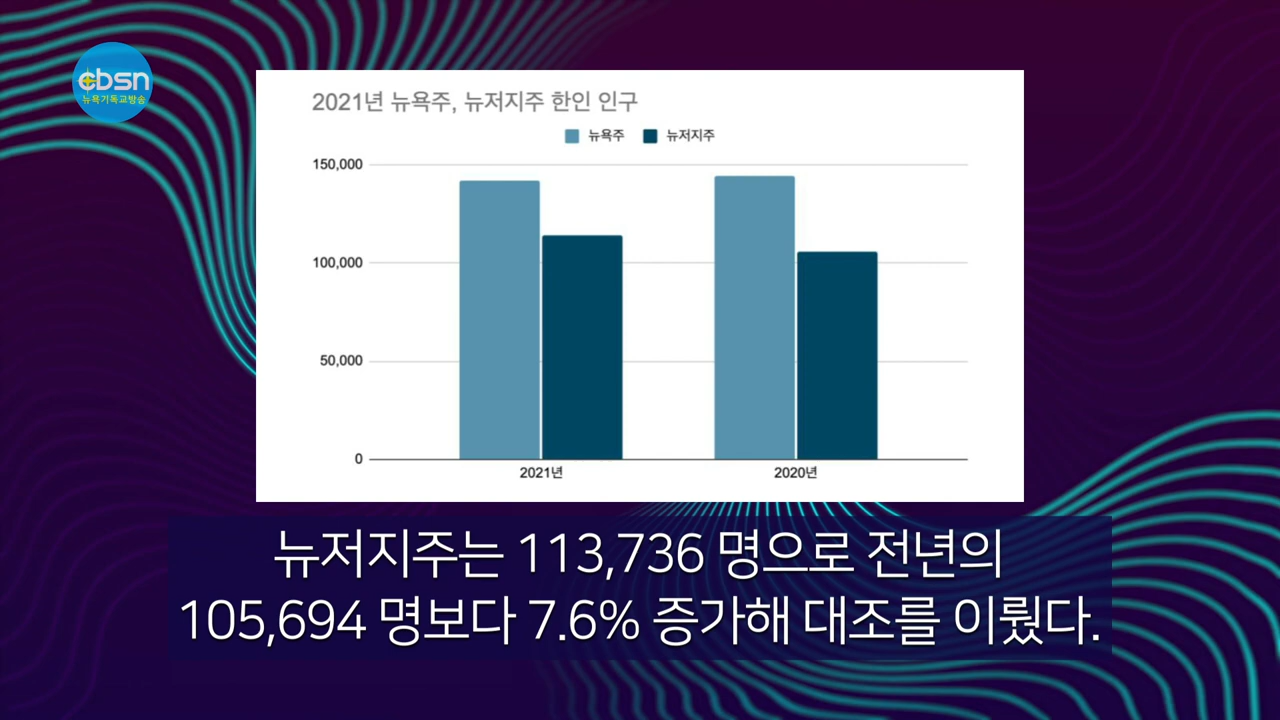 cbsn
뉴욕기독교방송
2021년 뉴욕주, 뉴저지주 한인 인구
뉴욕주 뉴저지주
150,000
100,000
50,000
0
2021년 2020년
뉴저지주는 113,736 명으로 전년의
105,694 명보다 7.6% 증가해 대조를 이뤘다.